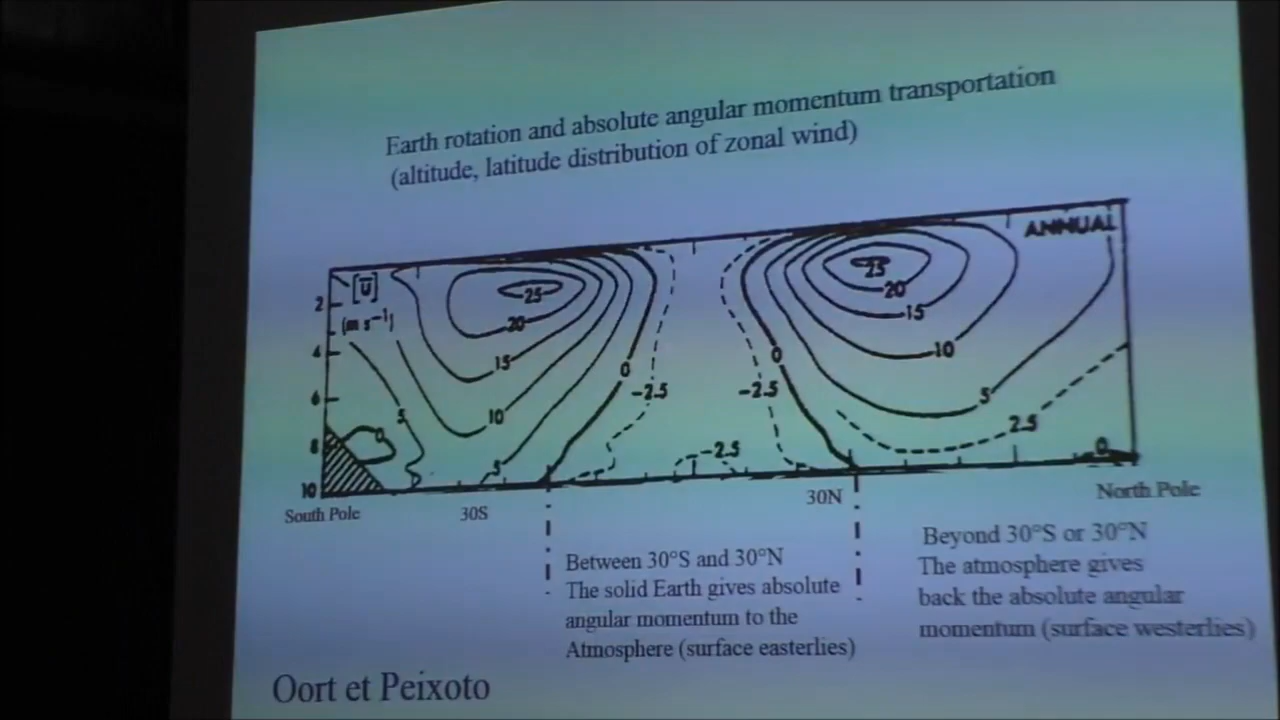 Earth rotation and absolute angular momentum transportation
(altitude, latitude distribution of zonal wind)
ANNUAL
[u̅]
(m s⁻¹)
2
4
6
8
10
25
20
15
10
5
5
0
0
-2.5
-2.5
-2.5
0
25
20
15
10
5
2.5
0
South Pole
30S
30N
North Pole
Between 30°S and 30°N
The solid Earth gives absolute
angular momentum to the
Atmosphere (surface easterlies)
Beyond 30°S or 30°N
The atmosphere gives
back the absolute angular
momentum (surface westerlies)
Oort et Peixoto